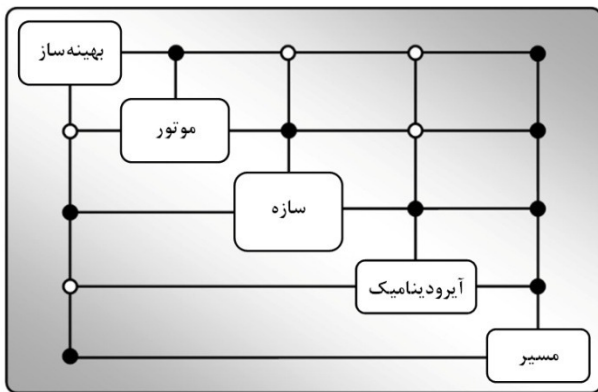 بهینه‌ساز
موتور
سازه
آیرودینامیک
مسیر